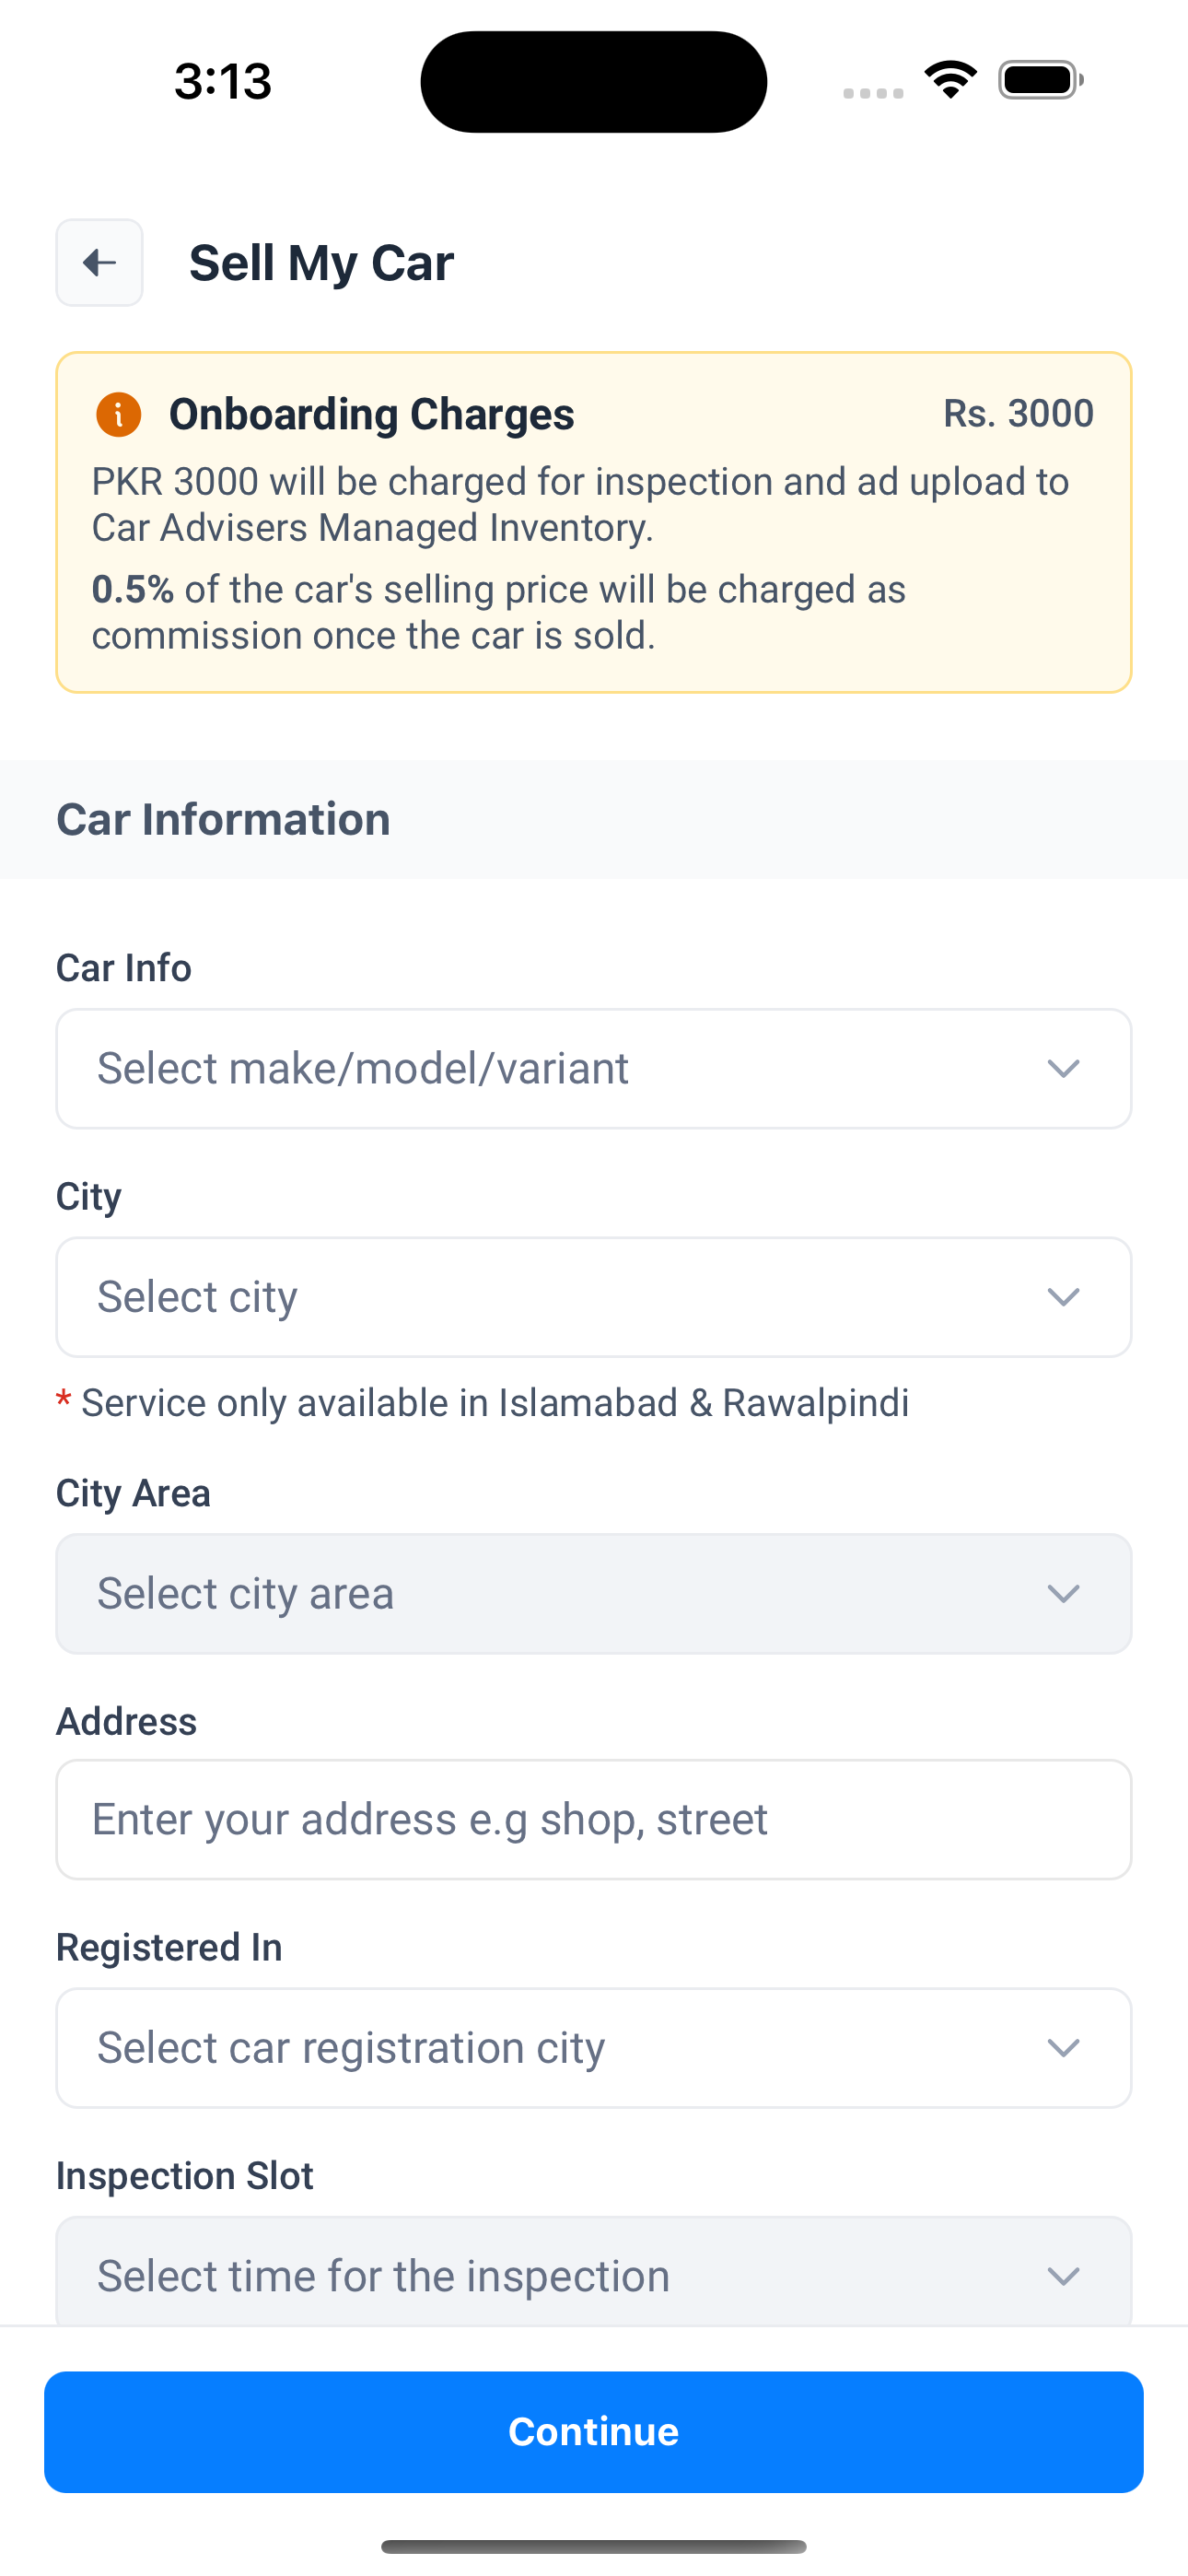 3:13
Sell My Car
Onboarding Charges Rs. 3000
PKR 3000 will be charged for inspection and ad upload to
Car Advisers Managed Inventory.
0.5% of the car's selling price will be charged as
commission once the car is sold.
Car Information
Car Info
Select make/model/variant
City
Select city
* Service only available in Islamabad & Rawalpindi
City Area
Select city area
Address
Enter your address e.g shop, street
Registered In
Select car registration city
Inspection Slot
Select time for the inspection
Continue